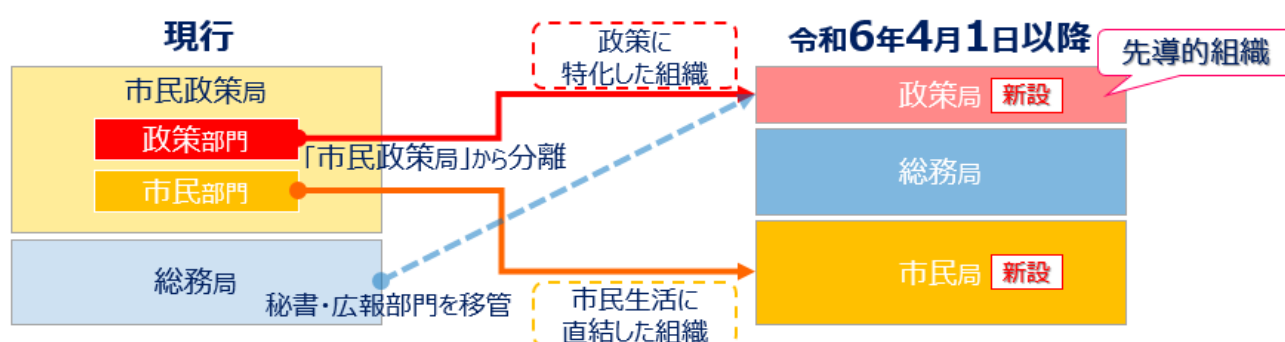 現行
令和6年4月1日以降
先導的組織
市民政策局
政策部門
市民部門
総務局
政策に
特化した組織
「市民政策局」から分離
秘書・広報部門を移管
市民生活に
直結した組織
政策局 新設
総務局
市民局 新設